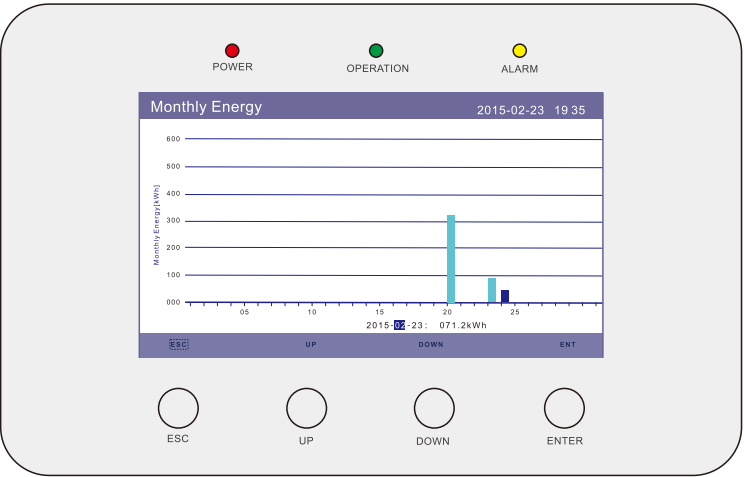 POWER OPERATION ALARM
Monthly Energy 2015-02-23 19 35
600
500
400
300
200
100
000
Monthly Energy[kWh]
05 10 15 20 25
2015-02-23: 071.2kWh
ESC UP DOWN ENT
ESC UP DOWN ENTER